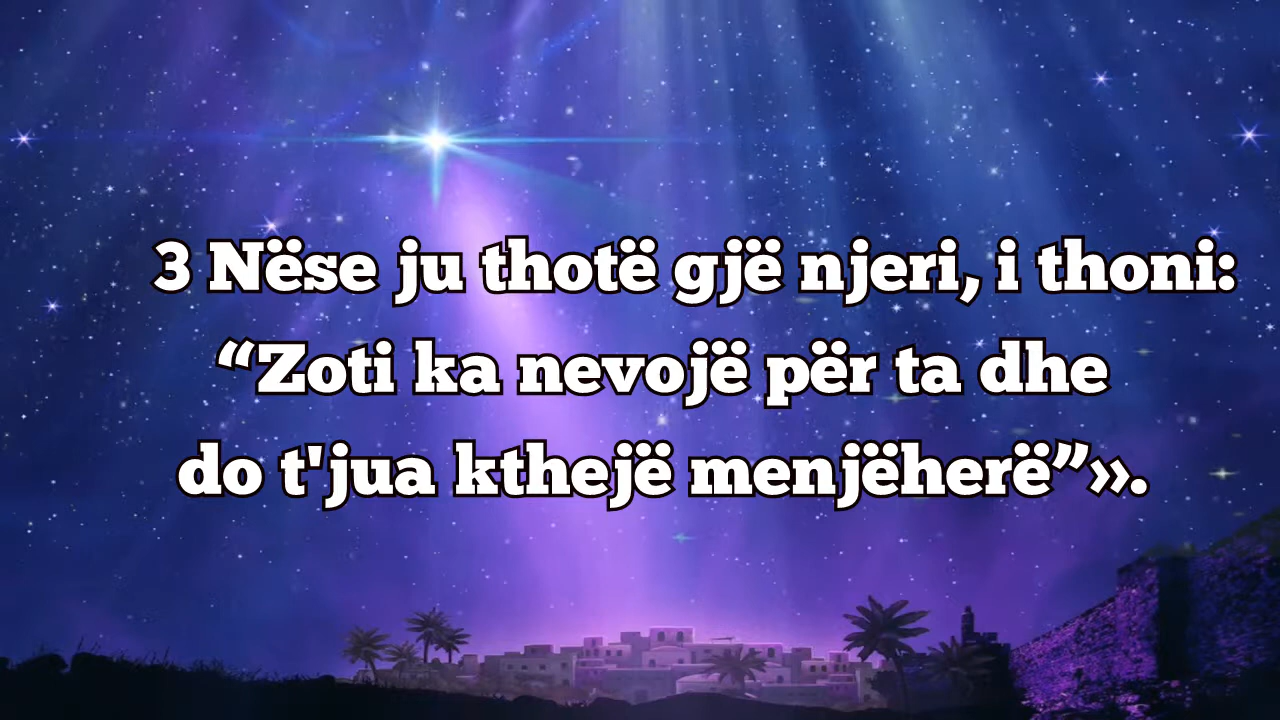 3 Nëse ju thotë gjë njeri, i thoni:
“Zoti ka nevojë për ta dhe
do t'jua kthejë menjëherë”».